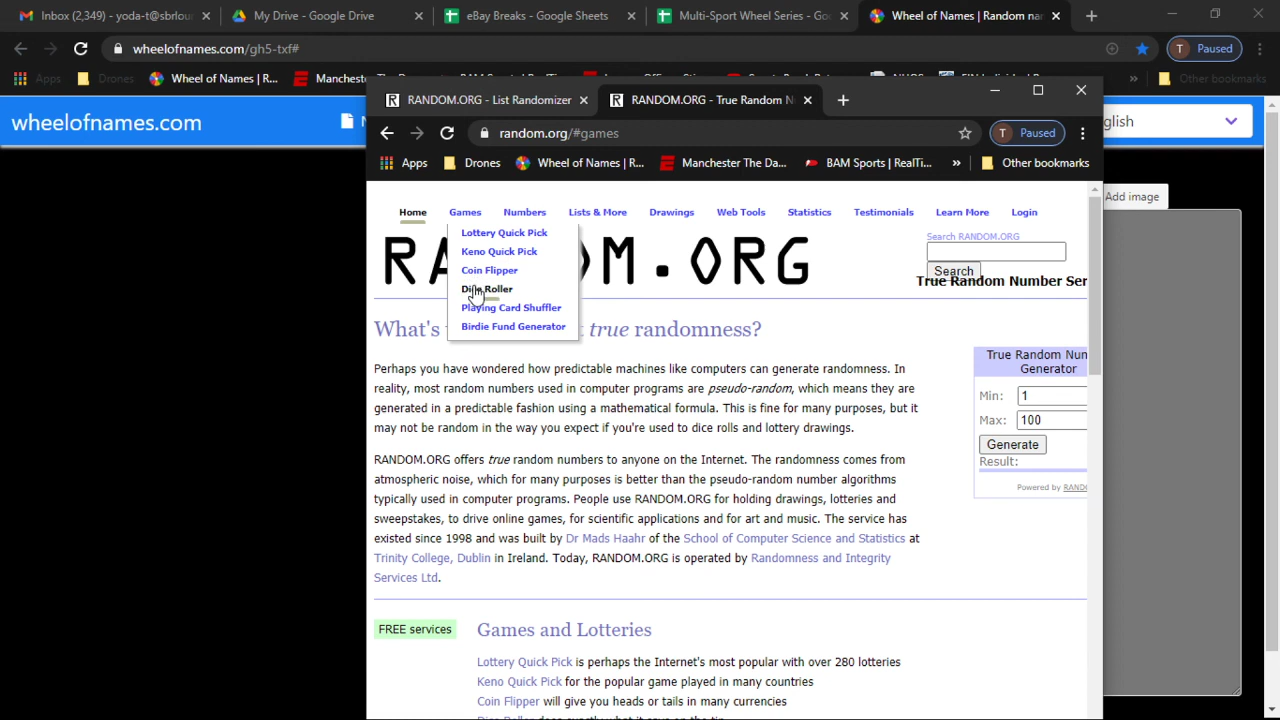 Inbox (2,349) - yoda-t@sbrlou
My Drive - Google Drive
eBay Breaks - Google Sheets
Multi-Sport Wheel Series - Goo
Wheel of Names | Random nam
wheelofnames.com/gh5-txf#
T Paused
Apps
Drones
Wheel of Names | R...
Manchest
Other bookmarks
wheelofnames.com
glish
Add image
RANDOM.ORG - List Randomizer
RANDOM.ORG - True Random N
random.org/#games
T Paused
Apps
Drones
Wheel of Names | R...
Manchester The Da...
BAM Sports | RealTi...
»
Other bookmarks
Home
Games
Numbers
Lists & More
Drawings
Web Tools
Statistics
Testimonials
Learn More
Login
Lottery Quick Pick
Keno Quick Pick
Coin Flipper
Dice Roller
Playing Card Shuffler
Birdie Fund Generator
RANDOM.ORG
Search RANDOM.ORG
Search
True Random Number Ser
What's true randomness?
Perhaps you have wondered how predictable machines like computers can generate randomness. In
reality, most random numbers used in computer programs are pseudo-random, which means they are
generated in a predictable fashion using a mathematical formula. This is fine for many purposes, but it
may not be random in the way you expect if you're used to dice rolls and lottery drawings.
RANDOM.ORG offers true random numbers to anyone on the Internet. The randomness comes from
atmospheric noise, which for many purposes is better than the pseudo-random number algorithms
typically used in computer programs. People use RANDOM.ORG for holding drawings, lotteries and
sweepstakes, to drive online games, for scientific applications and for art and music. The service has
existed since 1998 and was built by Dr Mads Haahr of the School of Computer Science and Statistics at
Trinity College, Dublin in Ireland. Today, RANDOM.ORG is operated by Randomness and Integrity
Services Ltd.
True Random Num
Generator
Min: 1
Max: 100
Generate
Result:
Powered by RAND
FREE services
Games and Lotteries
Lottery Quick Pick is perhaps the Internet's most popular with over 280 lotteries
Keno Quick Pick for the popular game played in many countries
Coin Flipper will give you heads or tails in many currencies